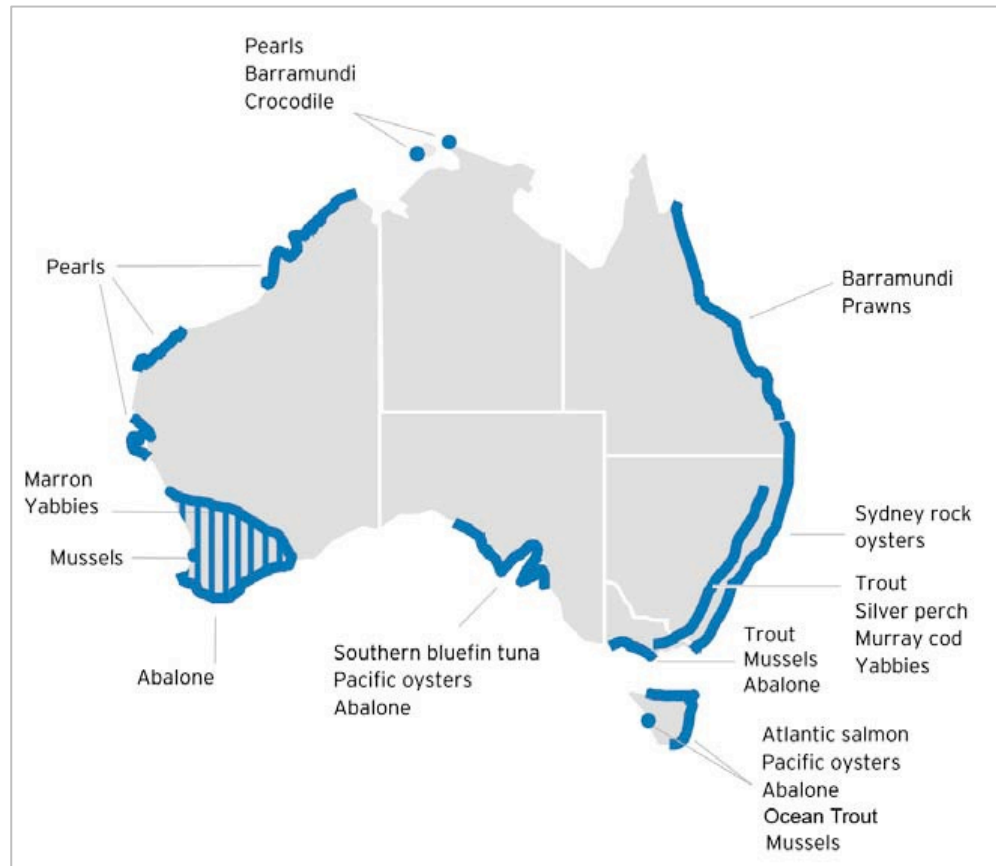 Pearls
Barramundi
Crocodile
Pearls
Barramundi
Prawns
Marron
Yabbies
Mussels
Abalone
Southern bluefin tuna
Pacific oysters
Abalone
Sydney rock
oysters
Trout
Silver perch
Murray cod
Yabbies
Trout
Mussels
Abalone
Atlantic salmon
Pacific oysters
Abalone
Ocean Trout
Mussels